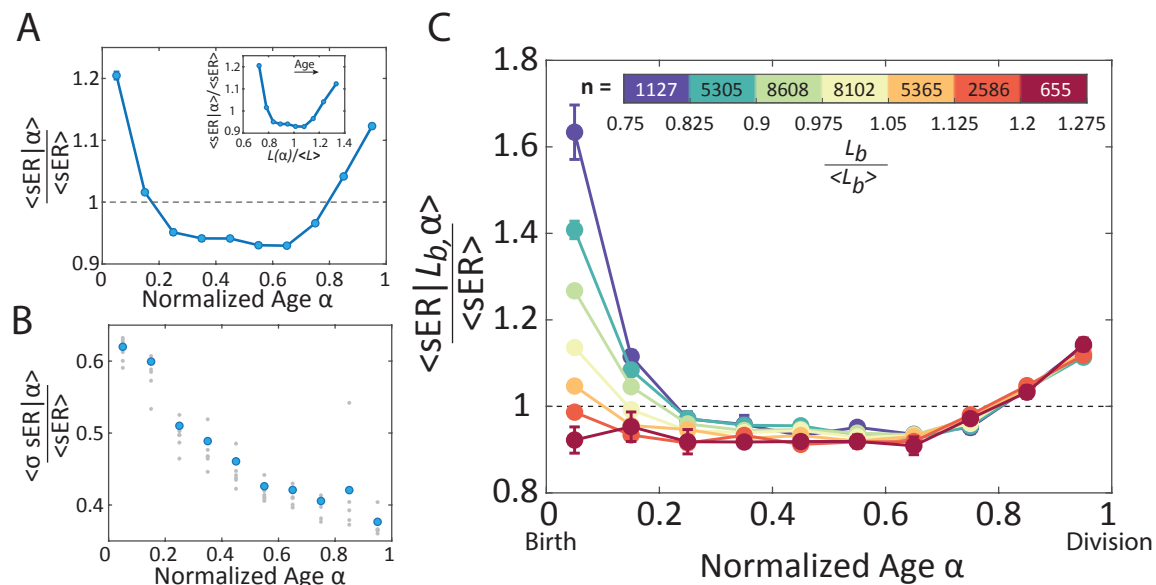 A
<sER | α>
<sER>
1.2
1.1
1
0.9
0 0.2 0.4 0.6 0.8 1
Normalized Age α
<sER | α>/<sER>
1.2
1.1
1
0.9
Age
0.6 0.8 1 1.2 1.4
L(α)/<L>
B
<σ sER | α>
<sER>
0.6
0.5
0.4
0 0.2 0.4 0.6 0.8 1
Normalized Age α
C
<sER | Lb, α>
<sER>
1.8
1.6
1.4
1.2
1
0.8
n = 1127 5305 8608 8102 5365 2586 655
0.75 0.825 0.9 0.975 1.05 1.125 1.2 1.275
Lb
<Lb>
0 0.2 0.4 0.6 0.8 1
Birth Division
Normalized Age α